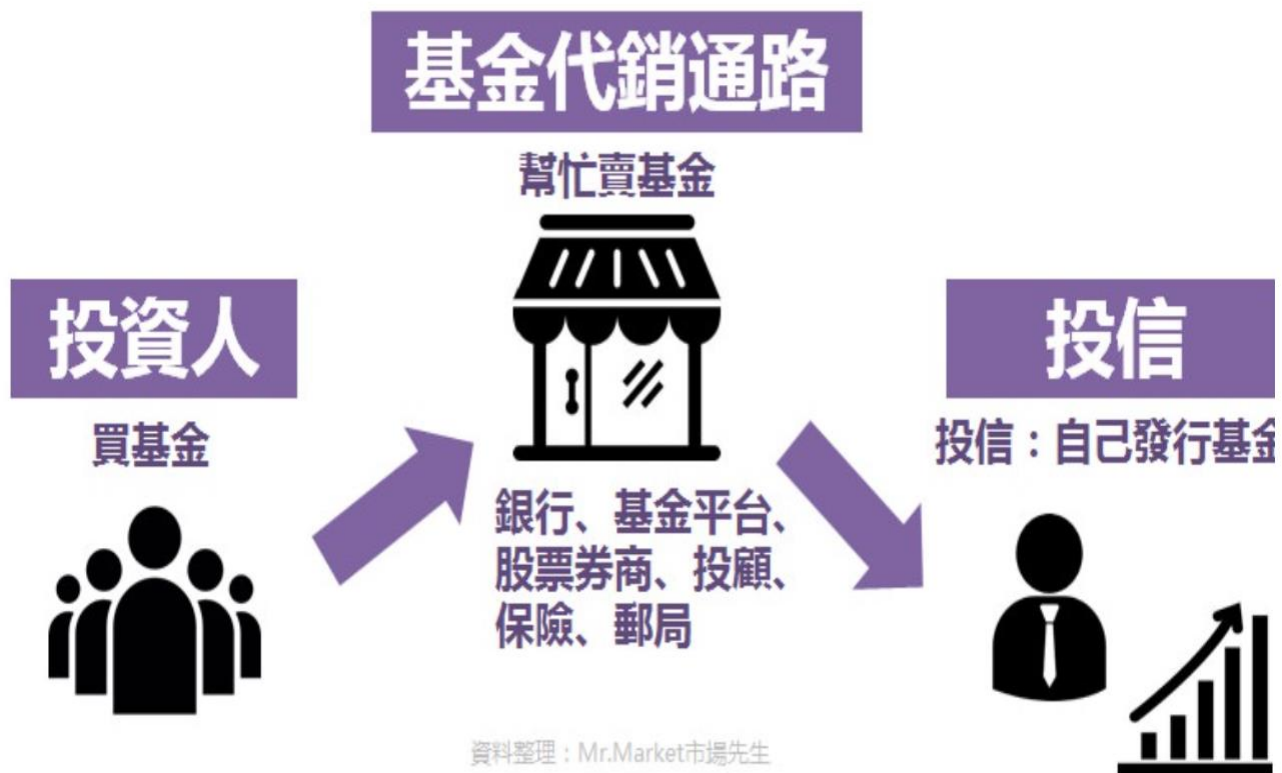 基金代銷通路
幫忙賣基金
投資人
買基金
銀行、基金平台、
股票券商、投顧、
保險、郵局
投信
投信：自己發行基金
資料整理：Mr.Market市場先生